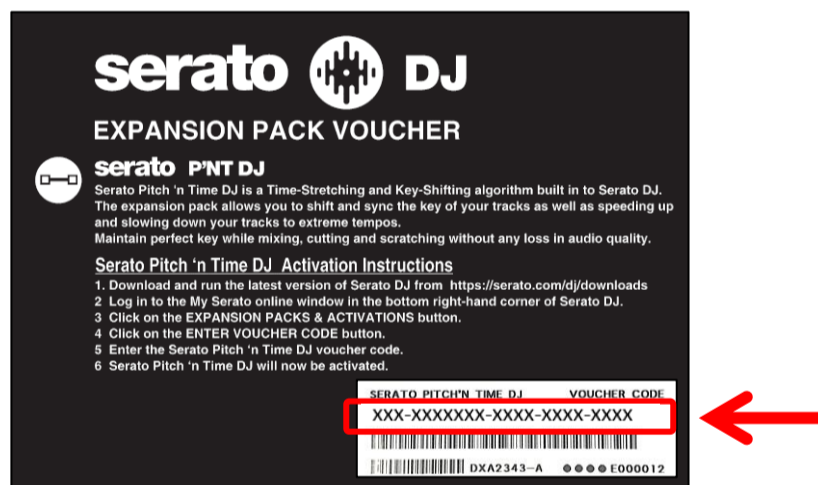 serato DJ
EXPANSION PACK VOUCHER
serato P'NT DJ
Serato Pitch 'n Time DJ is a Time-Stretching and Key-Shifting algorithm built in to Serato DJ.
The expansion pack allows you to shift and sync the key of your tracks as well as speeding up
and slowing down your tracks to extreme tempos.
Maintain perfect key while mixing, cutting and scratching without any loss in audio quality.
Serato Pitch 'n Time DJ Activation Instructions
1. Download and run the latest version of Serato DJ from https://serato.com/dj/downloads
2 Log in to the My Serato online window in the bottom right-hand corner of Serato DJ.
3 Click on the EXPANSION PACKS & ACTIVATIONS button.
4 Click on the ENTER VOUCHER CODE button.
5 Enter the Serato Pitch 'n Time DJ voucher code.
6 Serato Pitch 'n Time DJ will now be activated.
SERATO PITCH'N TIME DJ VOUCHER CODE
XXX-XXXXXXX-XXXX-XXXX-XXXX
DXA2343-A ●●●●E000012